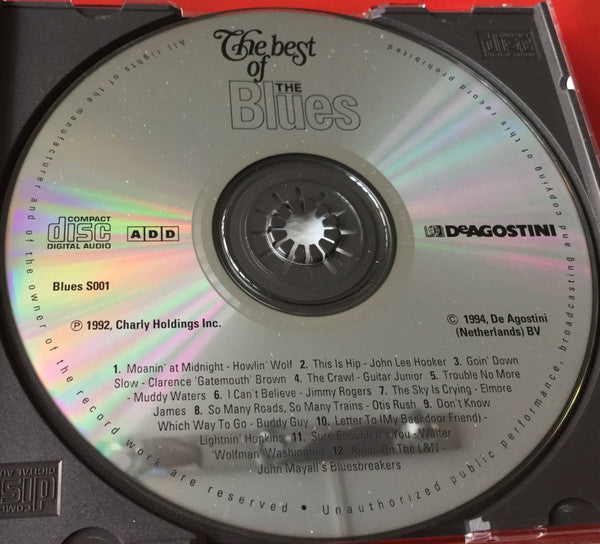 The best
of
THE
Blues
COMPACT
disc
DIGITAL AUDIO
ADD
DEAGOSTINI
Blues S001
℗ 1992, Charly Holdings Inc.
© 1994, De Agostini
(Netherlands) BV
1. Moanin' at Midnight - Howlin' Wolf 2. This Is Hip - John Lee Hooker 3. Goin' Down
Slow - Clarence 'Gatemouth' Brown 4. The Crawl - Guitar Junior 5. Trouble No More
- Muddy Waters 6. I Can't Believe - Jimmy Rogers 7. The Sky Is Crying - Elmore
James 8. So Many Roads, So Many Trains - Otis Rush 9. Don't Know
Which Way To Go - Buddy Guy 10. Letter To (My Backdoor Friend) -
Lightnin' Hopkins 11. Sure Enough It's You - Walter
'Wolfman' Washington 12. Ridin' On The L&N -
John Mayall's Bluesbreakers
All rights of the manufacturer and of the owner of the record work are reserved • Unauthorized public performance, broadcasting and copying of this record prohibited
disc
DIGITAL AUDIO